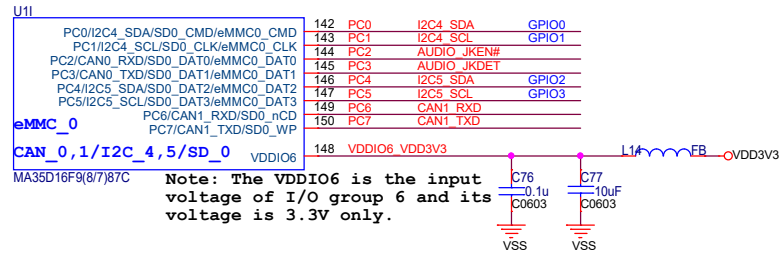 U1I
PC0/I2C4_SDA/SD0_CMD/eMMC0_CMD 142 PC0 I2C4_SDA GPIO0
PC1/I2C4_SCL/SD0_CLK/eMMC0_CLK 143 PC1 I2C4_SCL GPIO1
PC2/CAN0_RXD/SD0_DAT0/eMMC0_DAT0 144 PC2 AUDIO_JKEN#
PC3/CAN0_TXD/SD0_DAT1/eMMC0_DAT1 145 PC3 AUDIO_JKDET
PC4/I2C5_SDA/SD0_DAT2/eMMC0_DAT2 146 PC4 I2C5_SDA GPIO2
PC5/I2C5_SCL/SD0_DAT3/eMMC0_DAT3 147 PC5 I2C5_SCL GPIO3
PC6/CAN1_RXD/SD0_nCD 149 PC6 CAN1_RXD
PC7/CAN1_TXD/SD0_WP 150 PC7 CAN1_TXD
eMMC_0
CAN_0,1/I2C_4,5/SD_0
VDDIO6 148 VDDIO6_VDD3V3 L14 FB VDD3V3
MA35D16F9(8/7)87C
Note: The VDDIO6 is the input
voltage of I/O group 6 and its
voltage is 3.3V only.
C76
0.1u
C0603
VSS
C77
10uF
C0603
VSS